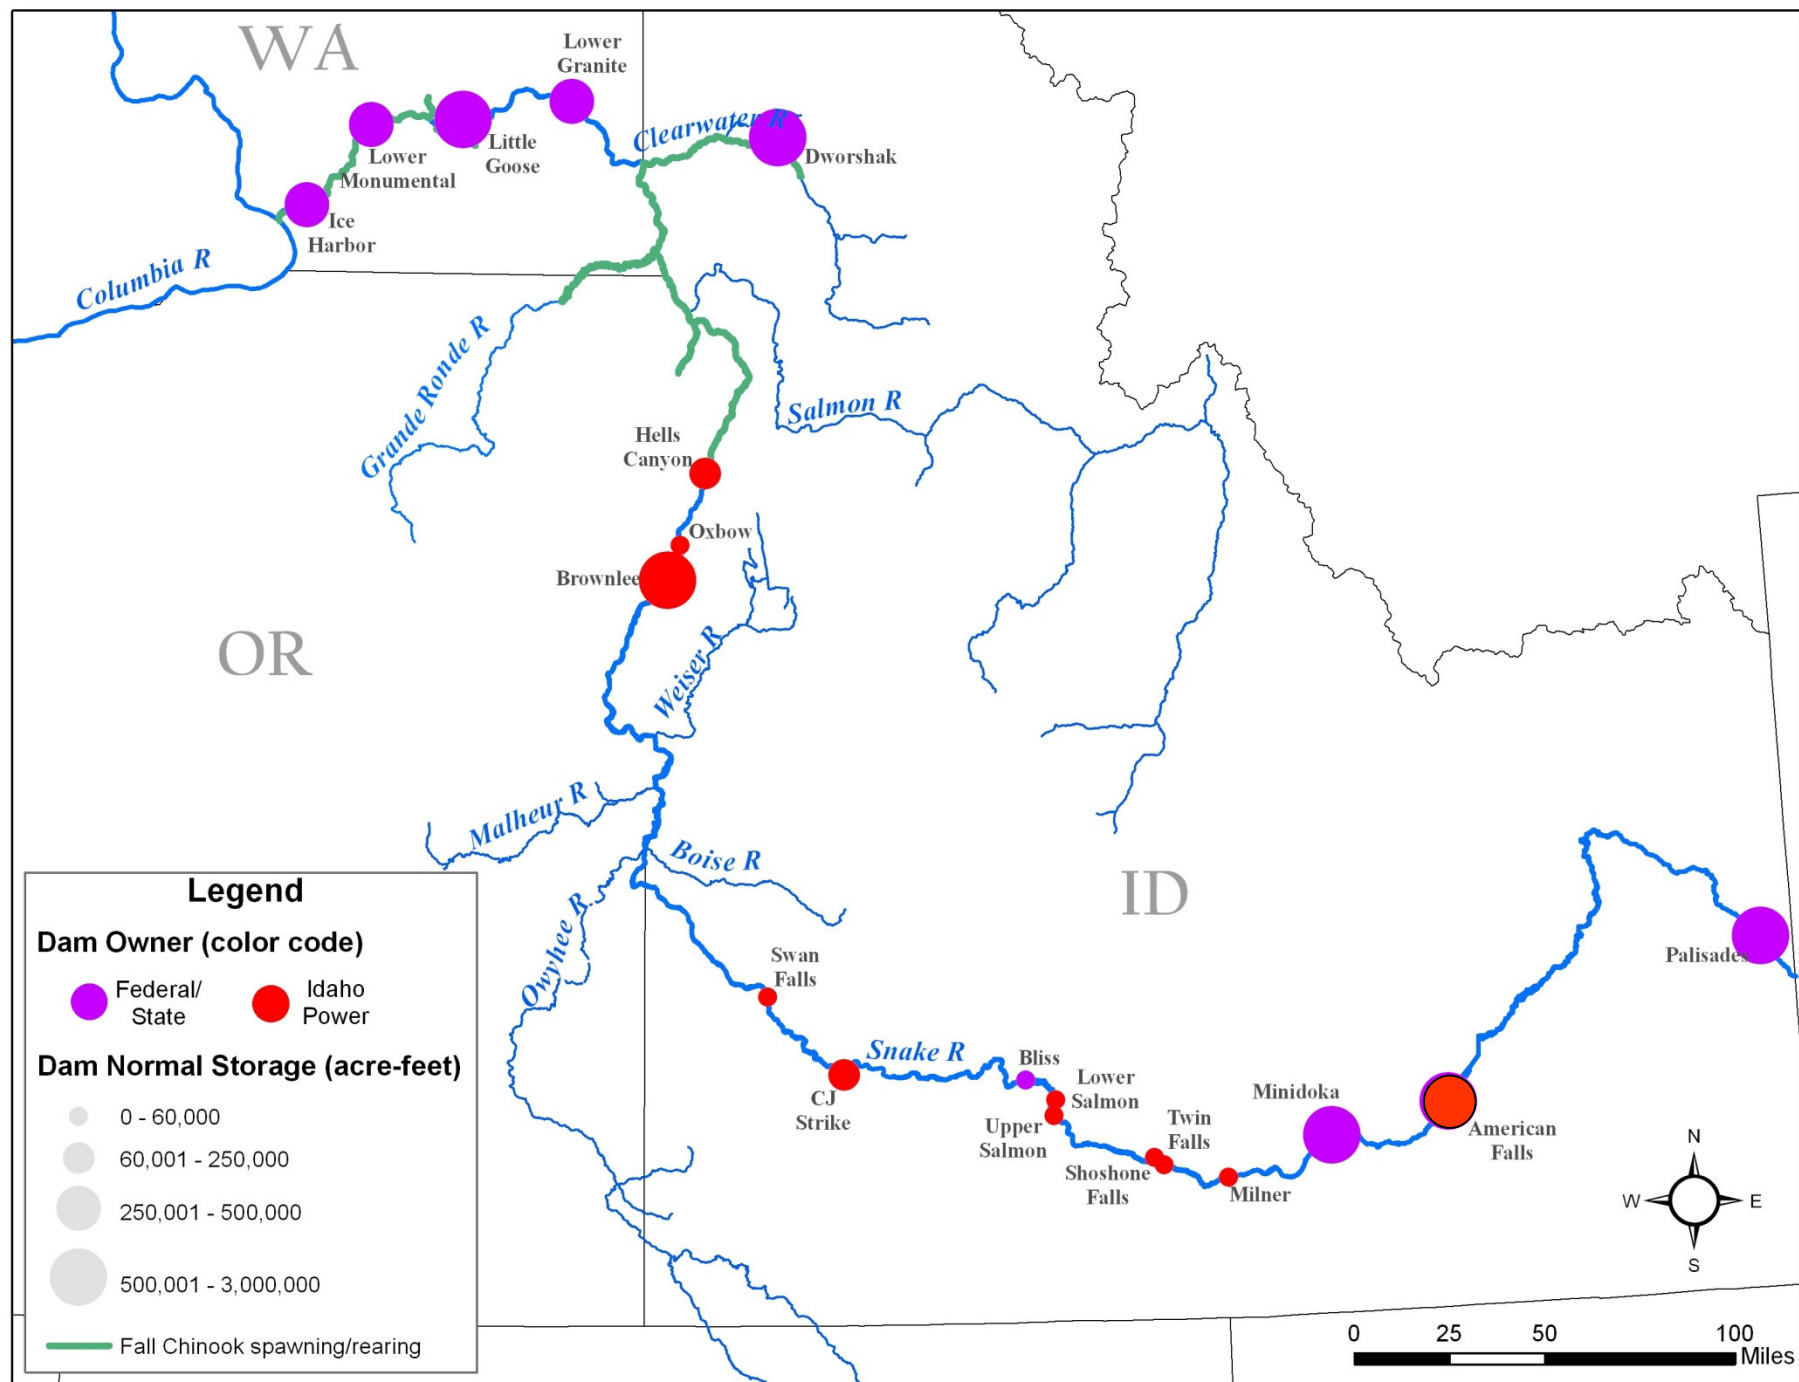 WA
Lower
Granite
Clearwater R
Little
Goose
Lower
Monumental
Dworshak
Ice
Harbor
Columbia R
Grande Ronde R
Salmon R
Hells
Canyon
Oxbow
Brownlee
OR
Weiser R
Malheur R
Boise R
ID
Owyhee R
Swan
Falls
Palisades
Snake R
CJ
Strike
Bliss
Lower
Salmon
Upper
Salmon
Twin
Falls
Shoshone
Falls
Milner
Minidoka
American
Falls
Legend
Dam Owner (color code)
Federal/
State
Idaho
Power
Dam Normal Storage (acre-feet)
0 - 60,000
60,001 - 250,000
250,001 - 500,000
500,001 - 3,000,000
Fall Chinook spawning/rearing
N
W E
S
0 25 50 100
Miles